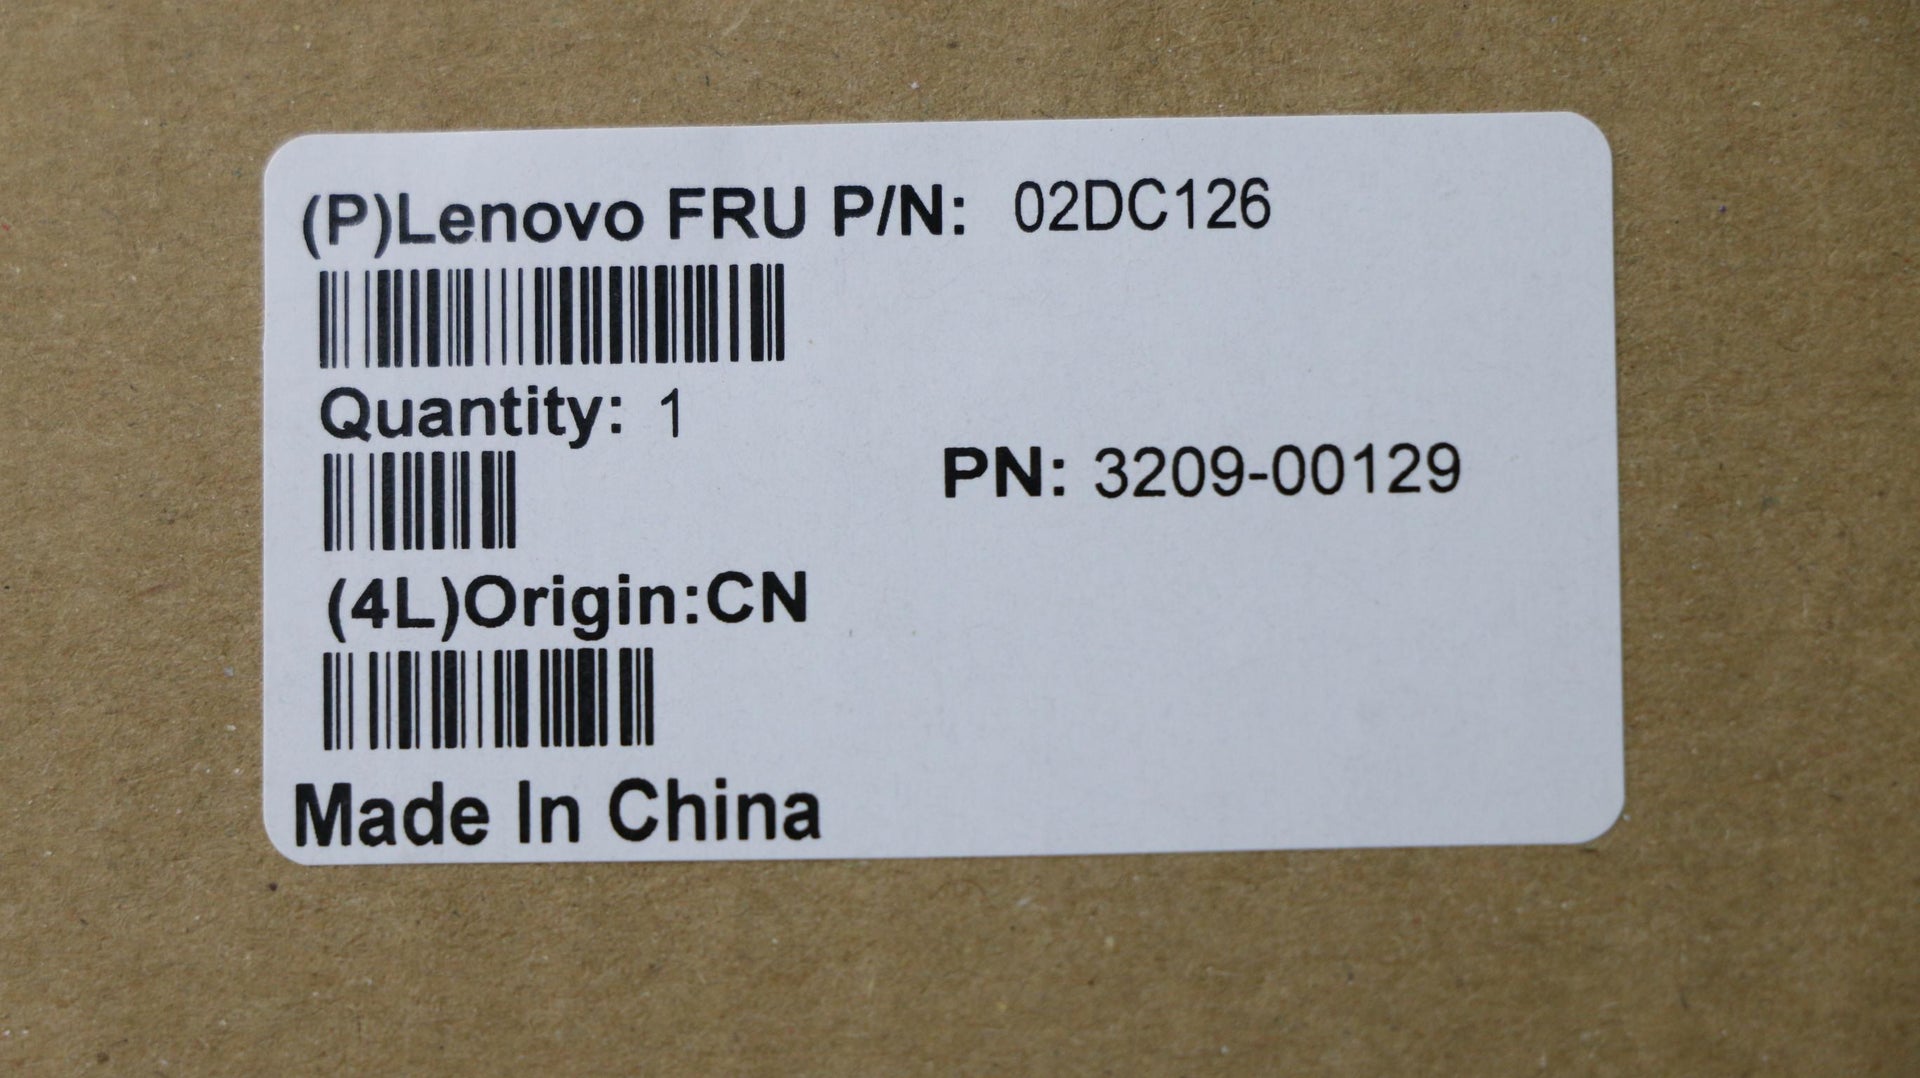 (P)Lenovo FRU P/N: 02DC126
Quantity: 1
PN: 3209-00129
(4L)Origin:CN
Made In China